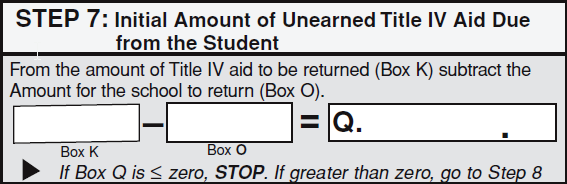 STEP 7: Initial Amount of Unearned Title IV Aid Due
from the Student
From the amount of Title IV aid to be returned (Box K) subtract the
Amount for the school to return (Box O).
– = Q. .
Box K Box O
▶ If Box Q is ≤ zero, STOP. If greater than zero, go to Step 8